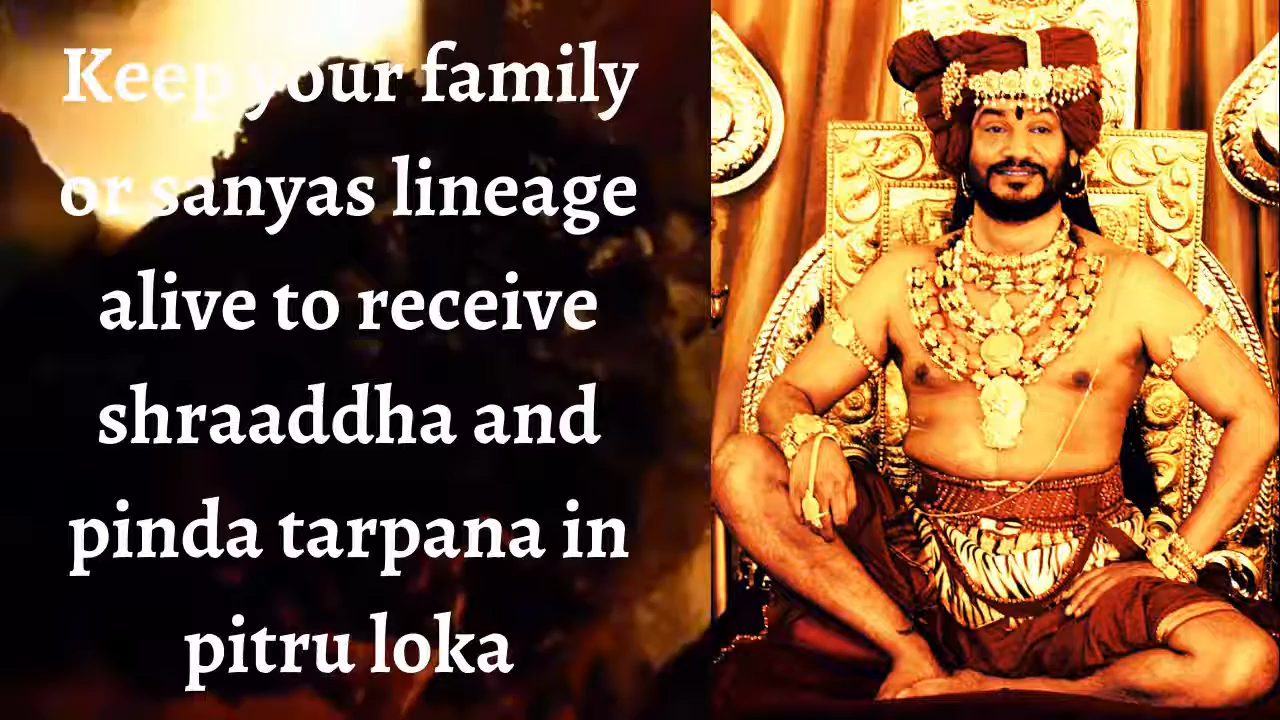 Keep your family
or sanyas lineage
alive to receive
shraaddha and
pinda tarpana in
pitru loka